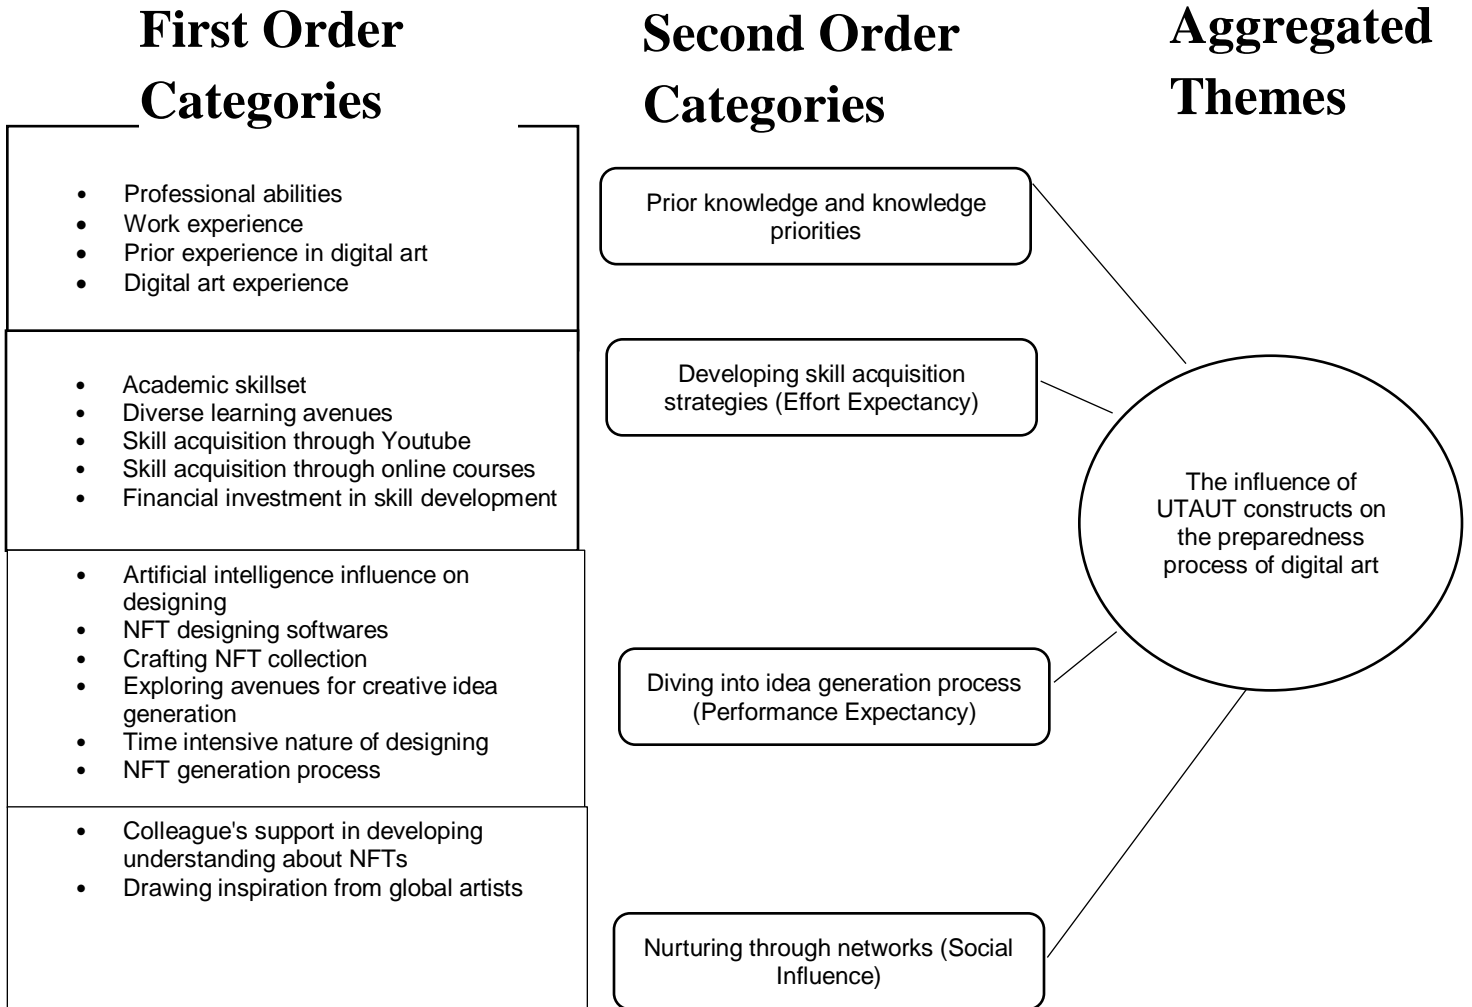 First Order
Categories
Second Order
Categories
Aggregated
Themes
• Professional abilities
• Work experience
• Prior experience in digital art
• Digital art experience
Prior knowledge and knowledge
priorities
• Academic skillset
• Diverse learning avenues
• Skill acquisition through Youtube
• Skill acquisition through online courses
• Financial investment in skill development
Developing skill acquisition
strategies (Effort Expectancy)
• Artificial intelligence influence on
designing
• NFT designing softwares
• Crafting NFT collection
• Exploring avenues for creative idea
generation
• Time intensive nature of designing
• NFT generation process
Diving into idea generation process
(Performance Expectancy)
• Colleague's support in developing
understanding about NFTs
• Drawing inspiration from global artists
Nurturing through networks (Social
Influence)
The influence of
UTAUT constructs on
the preparedness
process of digital art